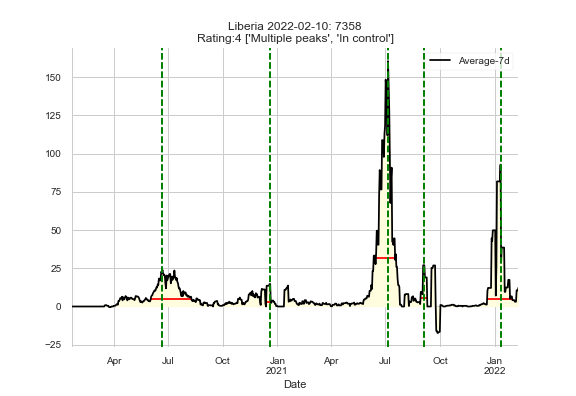 Liberia 2022-02-10: 7358
Rating:4 ['Multiple peaks', 'In control']
Average-7d
150
125
100
75
50
25
0
−25
Apr
Jul
Oct
Jan
2021
Apr
Jul
Oct
Jan
2022
Date